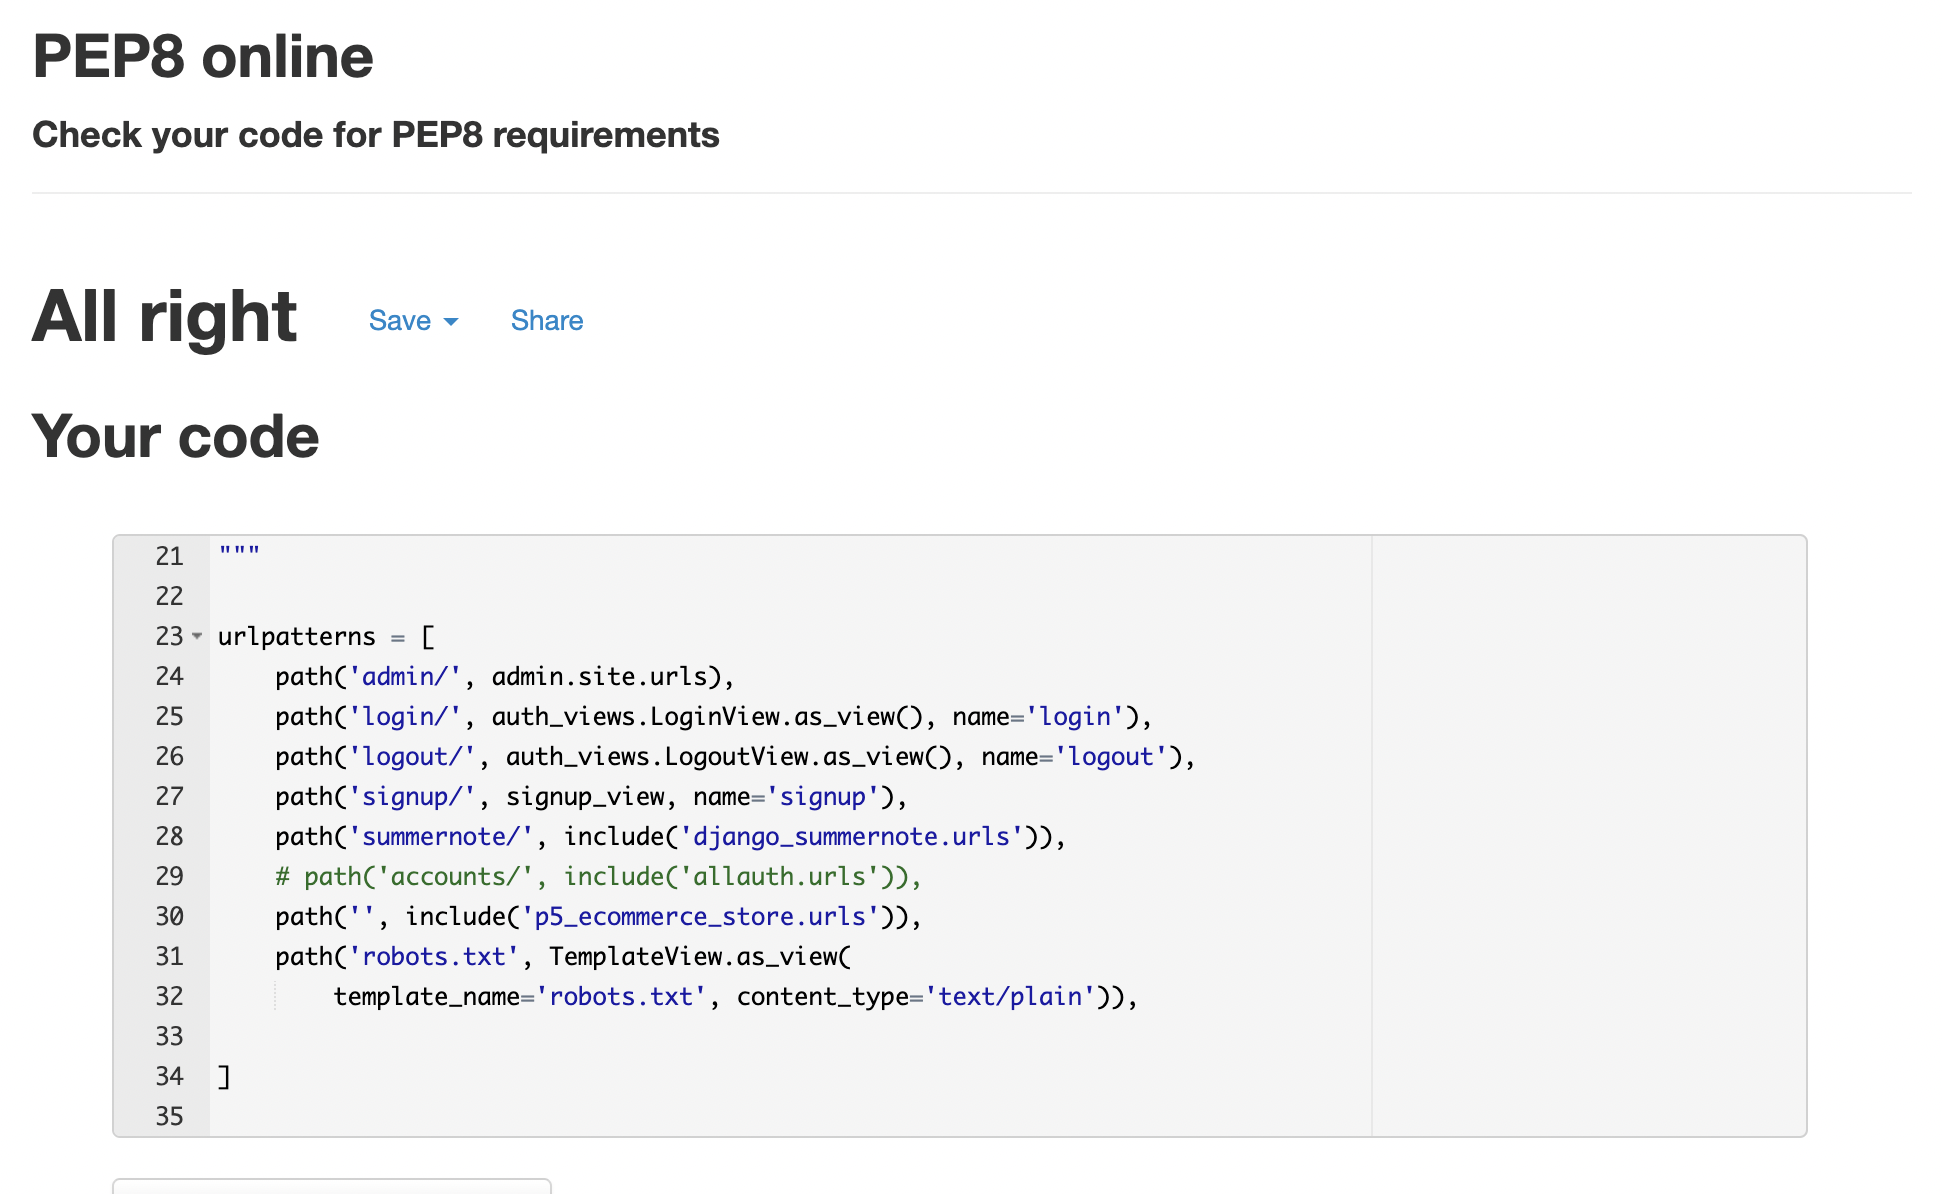 PEP8 online
Check your code for PEP8 requirements
All right Save Share
Your code
21 """
22
23 urlpatterns = [
24     path('admin/', admin.site.urls),
25     path('login/', auth_views.LoginView.as_view(), name='login'),
26     path('logout/', auth_views.LogoutView.as_view(), name='logout'),
27     path('signup/', signup_view, name='signup'),
28     path('summernote/', include('django_summernote.urls')),
29     # path('accounts/', include('allauth.urls')),
30     path('', include('p5_ecommerce_store.urls')),
31     path('robots.txt', TemplateView.as_view(
32         template_name='robots.txt', content_type='text/plain')),
33
34 ]
35